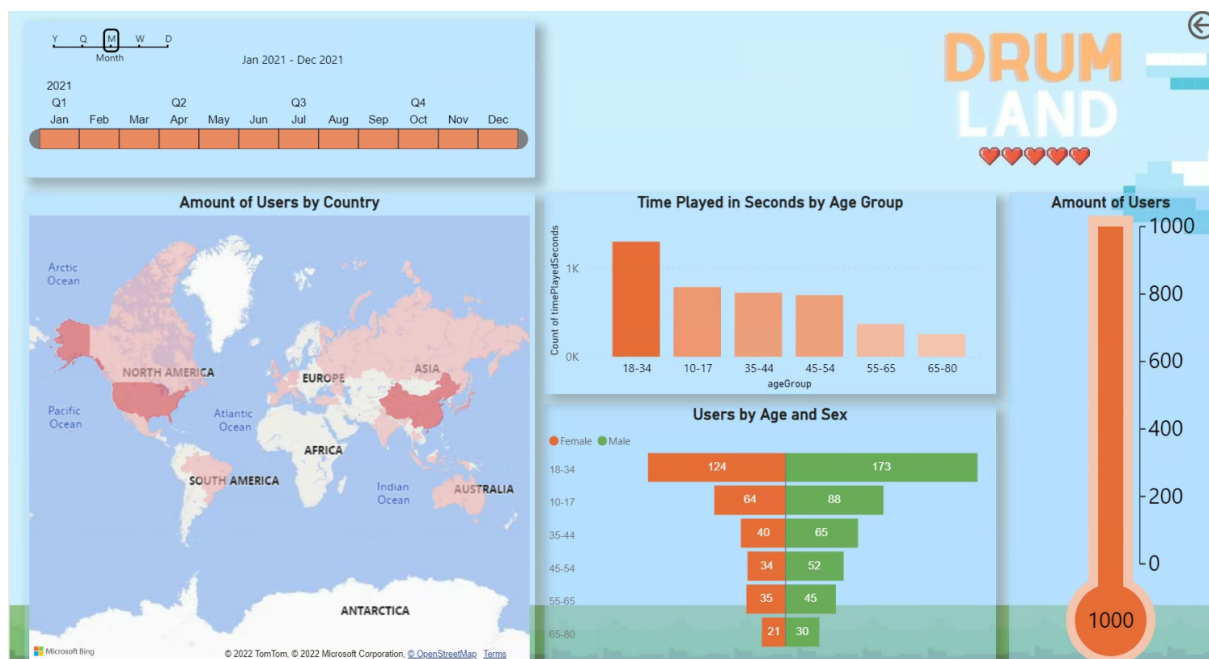 Y Q M W D
Month
Jan 2021 - Dec 2021
2021
Q1 Q2 Q3 Q4
Jan Feb Mar Apr May Jun Jul Aug Sep Oct Nov Dec
DRUM
LAND
Amount of Users by Country
Arctic
Ocean
NORTH AMERICA
EUROPE
ASIA
Pacific
Ocean
Atlantic
Ocean
AFRICA
SOUTH AMERICA
Indian
Ocean
AUSTRALIA
ANTARCTICA
Microsoft Bing
© 2022 TomTom, © 2022 Microsoft Corporation, © OpenStreetMap Terms
Time Played in Seconds by Age Group
Count of timePlayedSeconds
1K
0K
18-34 10-17 35-44 45-54 55-65 65-80
ageGroup
Users by Age and Sex
Female Male
18-34 124 173
10-17 64 88
35-44 40 65
45-54 34 52
55-65 35 45
65-80 21 30
Amount of Users
1000
800
600
400
200
0
1000